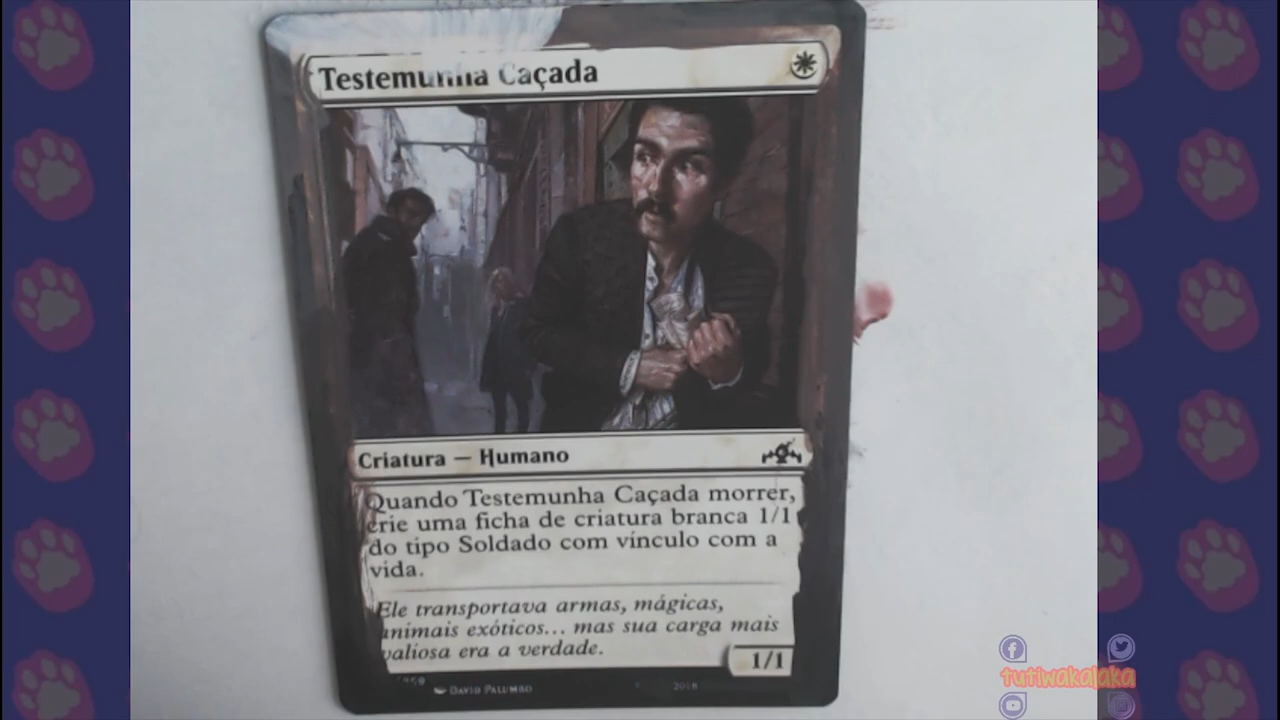 Testemunha Caçada
Criatura — Humano
Quando Testemunha Caçada morrer,
crie uma ficha de criatura branca 1/1
do tipo Soldado com vínculo com a
vida.
Ele transportava armas, mágicas,
animais exóticos... mas sua carga mais
valiosa era a verdade.
1/1
DAVID PALUMBO
2018
tutiwakalaka